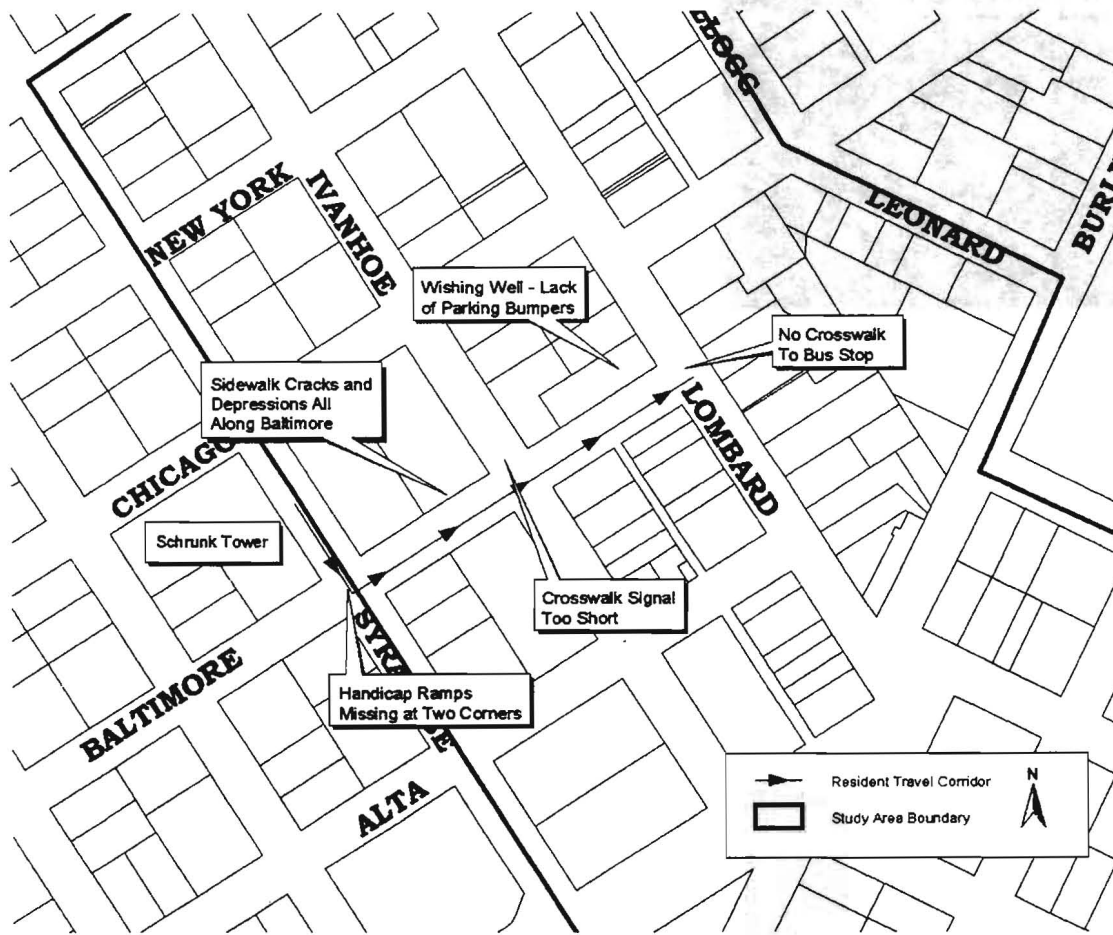 LEONARD
NEW YORK
IVANHOE
Wishing Well - Lack
of Parking Bumpers
No Crosswalk
To Bus Stop
Sidewalk Cracks and
Depressions All
Along Baltimore
LOMBARD
CHICAGO
Schrunk Tower
Crosswalk Signal
Too Short
Handicap Ramps
Missing at Two Corners
BALTIMORE
ALTA
Resident Travel Corridor
Study Area Boundary
N